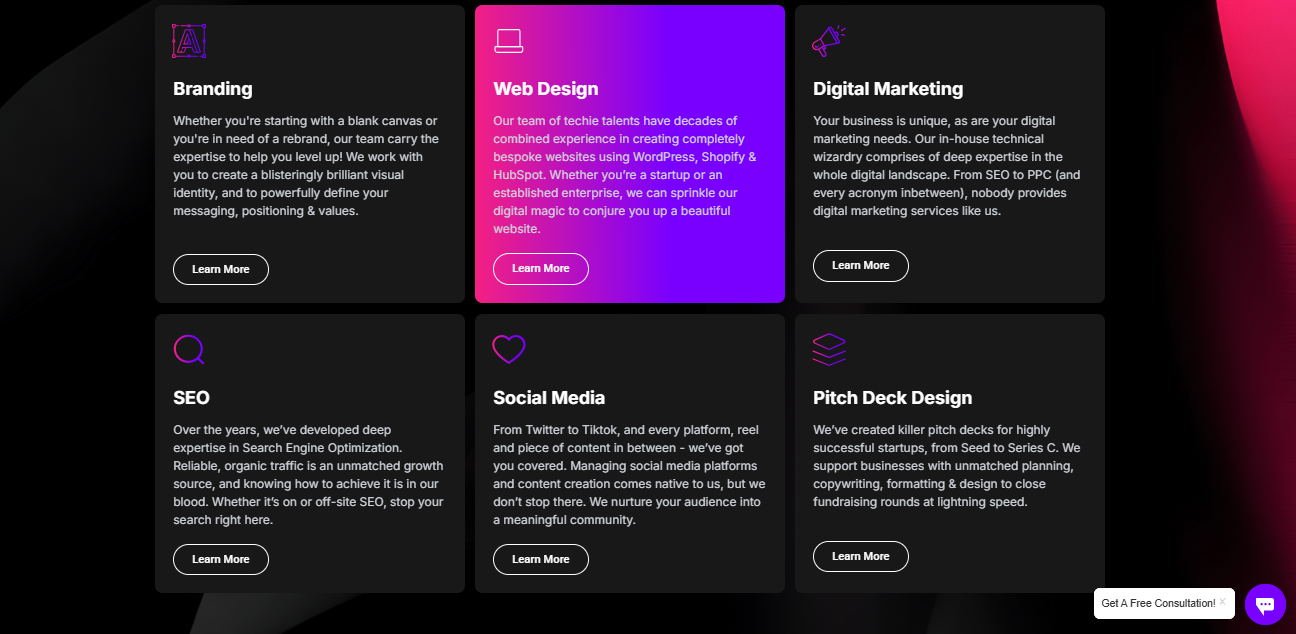 Branding
Whether you're starting with a blank canvas or
you're in need of a rebrand, our team carry the
expertise to help you level up! We work with
you to create a blisteringly brilliant visual
identity, and to powerfully define your
messaging, positioning & values.
Learn More
Web Design
Our team of techie talents have decades of
combined experience in creating completely
bespoke websites using WordPress, Shopify &
HubSpot. Whether you’re a startup or an
established enterprise, we can sprinkle our
digital magic to conjure you up a beautiful
website.
Learn More
Digital Marketing
Your business is unique, as are your digital
marketing needs. Our in-house technical
wizardry comprises of deep expertise in the
whole digital landscape. From SEO to PPC (and
every acronym inbetween), nobody provides
digital marketing services like us.
Learn More
SEO
Over the years, we’ve developed deep
expertise in Search Engine Optimization.
Reliable, organic traffic is an unmatched growth
source, and knowing how to achieve it is in our
blood. Whether it’s on or off-site SEO, stop your
search right here.
Learn More
Social Media
From Twitter to Tiktok, and every platform, reel
and piece of content in between - we’ve got
you covered. Managing social media platforms
and content creation comes native to us, but we
don’t stop there. We nurture your audience into
a meaningful community.
Learn More
Pitch Deck Design
We’ve created killer pitch decks for highly
successful startups, from Seed to Series C. We
support businesses with unmatched planning,
copywriting, formatting & design to close
fundraising rounds at lightning speed.
Learn More
Get A Free Consultation!